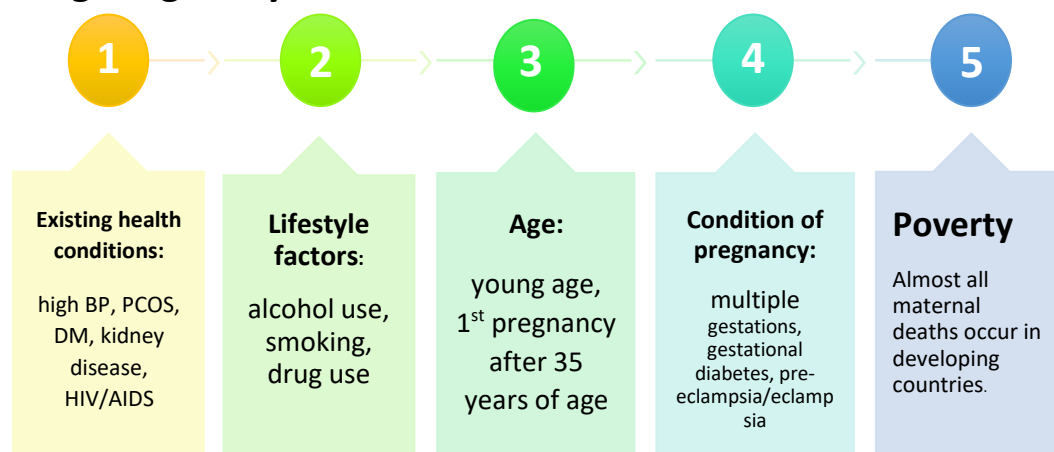 1
2
3
4
5
Existing health
conditions:
high BP, PCOS,
DM, kidney
disease,
HIV/AIDS
Lifestyle
factors:
alcohol use,
smoking,
drug use
Age:
young age,
1st pregnancy
after 35
years of age
Condition of
pregnancy:
multiple
gestations,
gestational
diabetes, pre-
eclampsia/eclamp
sia
Poverty
Almost all
maternal
deaths occur in
developing
countries.